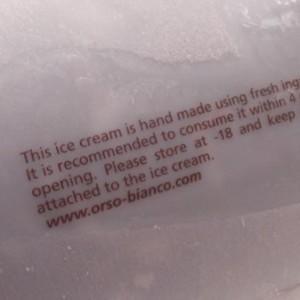 This ice cream is hand made using fresh ing
It is recommended to consume it within 4
opening. Please store at -18 and keep
attached to the ice cream.
www.orso-bianco.com